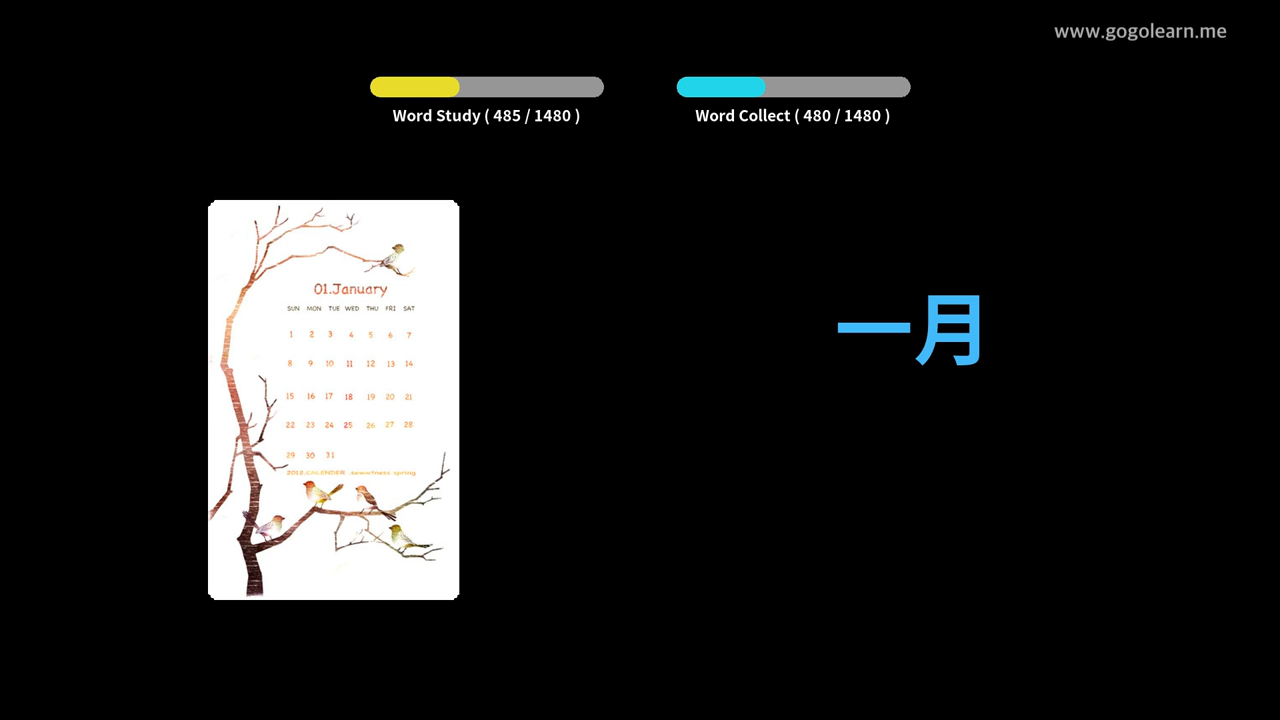 www.gogolearn.me
Word Study ( 485 / 1480 )
Word Collect ( 480 / 1480 )
01.January
SUN MON TUE WED THU FRI SAT
1 2 3 4 5 6 7
8 9 10 11 12 13 14
15 16 17 18 19 20 21
22 23 24 25 26 27 28
29 30 31
CALENDER spring
一月